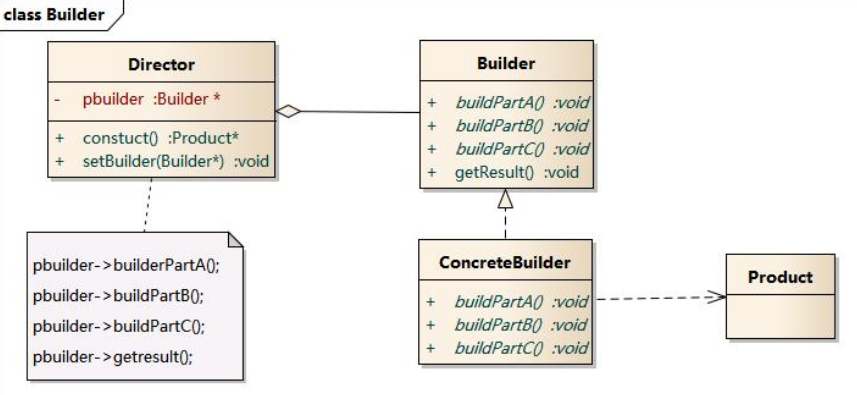 class Builder
Director
- pbuilder :Builder *
+ constuct() :Product*
+ setBuilder(Builder*) :void
Builder
+ buildPartA() :void
+ buildPartB() :void
+ buildPartC() :void
+ getResult() :void
pbuilder->builderPartA();
pbuilder->buildPartB();
pbuilder->buildPartC();
pbuilder->getresult();
ConcreteBuilder
+ buildPartA() :void
+ buildPartB() :void
+ buildPartC() :void
Product